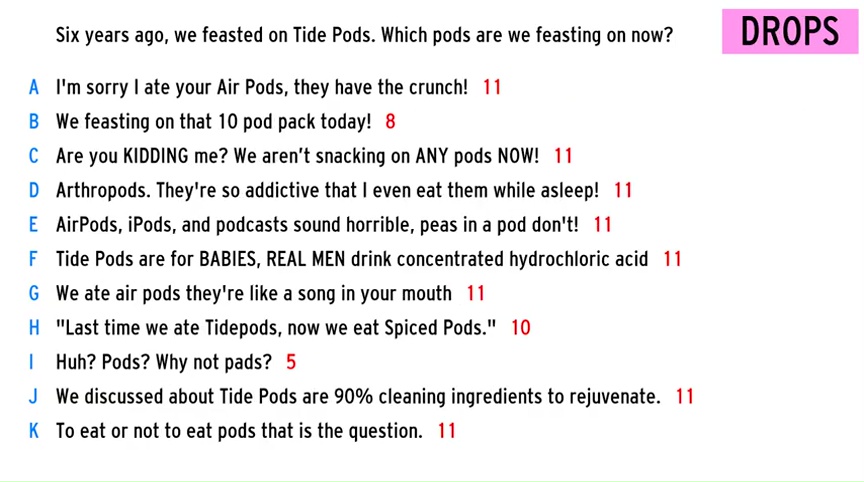 Six years ago, we feasted on Tide Pods. Which pods are we feasting on now?
DROPS
A I'm sorry I ate your Air Pods, they have the crunch! 11
B We feasting on that 10 pod pack today! 8
C Are you KIDDING me? We aren’t snacking on ANY pods NOW! 11
D Arthropods. They're so addictive that I even eat them while asleep! 11
E AirPods, iPods, and podcasts sound horrible, peas in a pod don't! 11
F Tide Pods are for BABIES, REAL MEN drink concentrated hydrochloric acid 11
G We ate air pods they're like a song in your mouth 11
H "Last time we ate Tidepods, now we eat Spiced Pods." 10
I Huh? Pods? Why not pads? 5
J We discussed about Tide Pods are 90% cleaning ingredients to rejuvenate. 11
K To eat or not to eat pods that is the question. 11